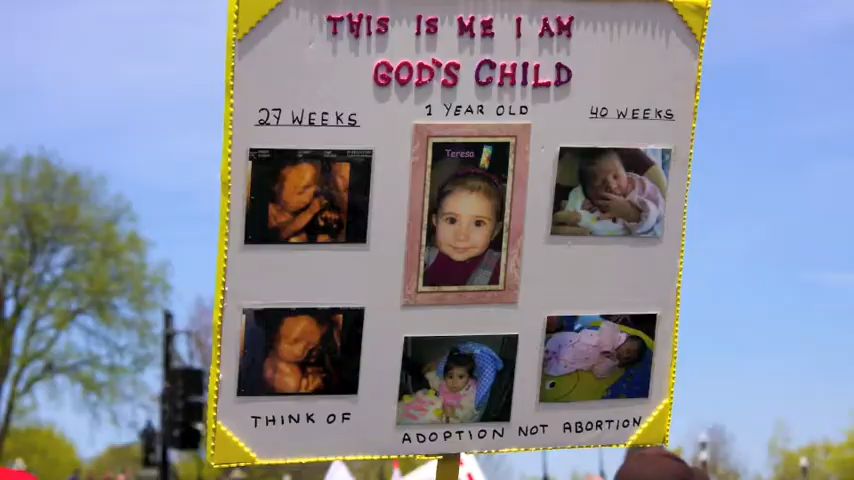 THIS IS ME I AM
GOD'S CHILD
27 WEEKS
1 YEAR OLD
40 WEEKS
Teresa
THINK OF
ADOPTION NOT ABORTION